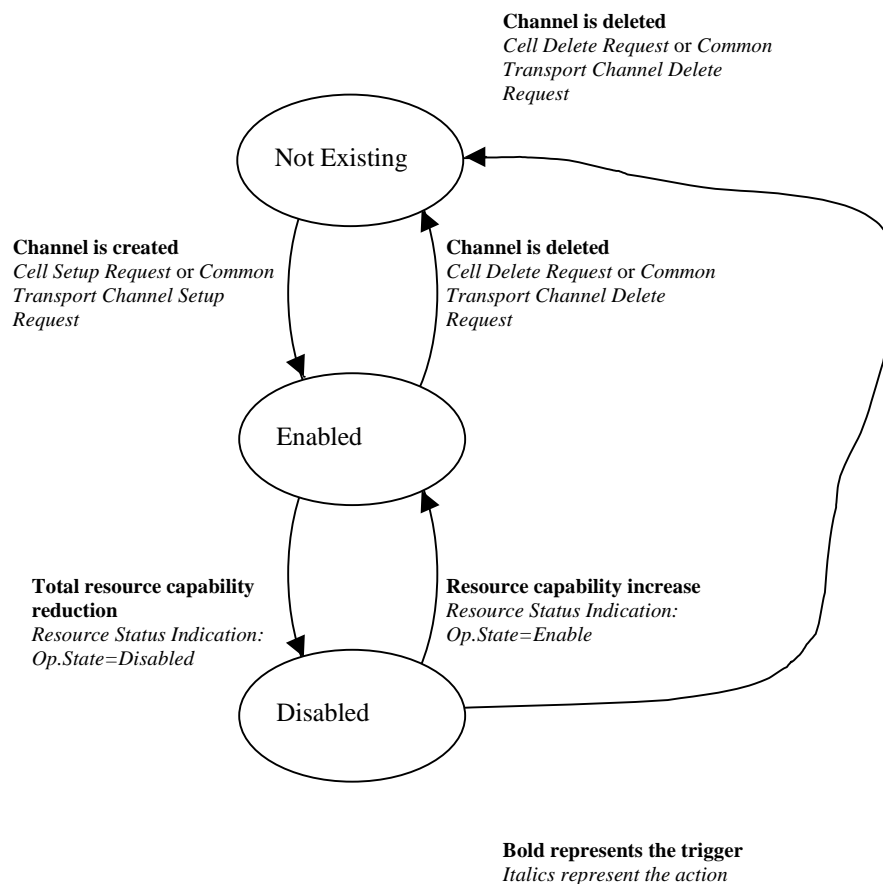 Channel is deleted
Cell Delete Request or Common
Transport Channel Delete
Request
Not Existing
Channel is created
Cell Setup Request or Common
Transport Channel Setup
Request
Channel is deleted
Cell Delete Request or Common
Transport Channel Delete
Request
Enabled
Total resource capability
reduction
Resource Status Indication:
Op.State=Disabled
Resource capability increase
Resource Status Indication:
Op.State=Enable
Disabled
Bold represents the trigger
Italics represent the action